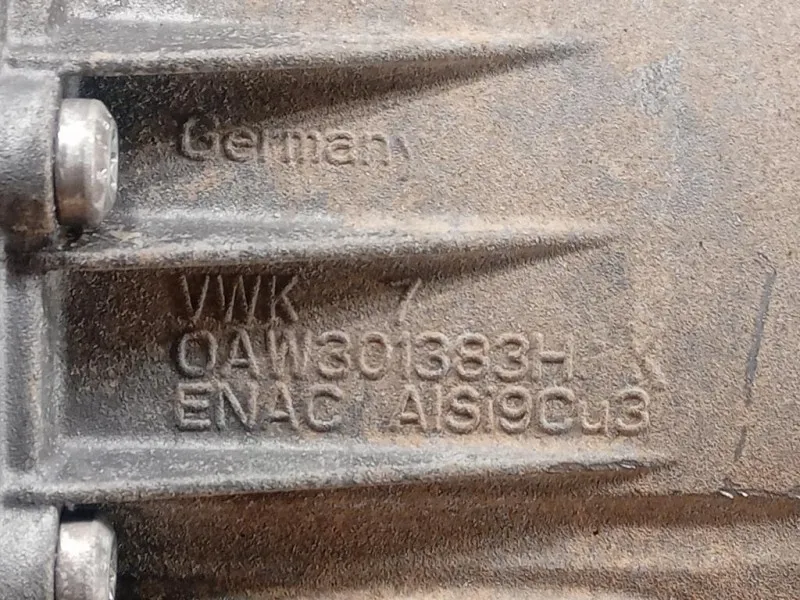 Germany
VWK 7
0AW301383H K
ENAC AlSi9Cu3